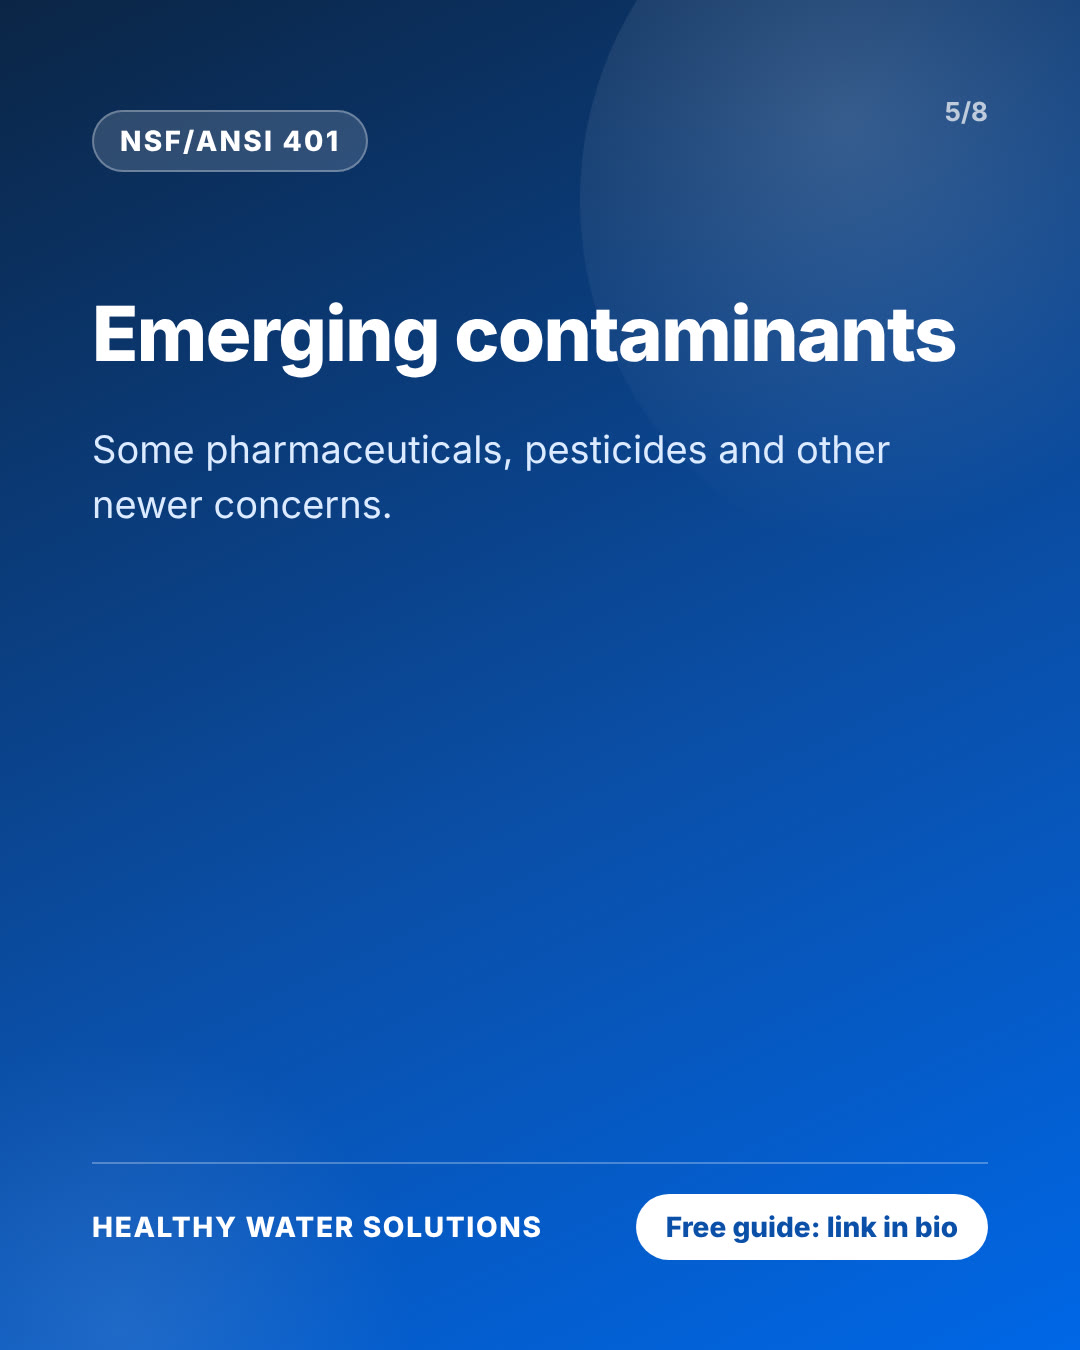 NSF/ANSI 401
5/8
Emerging contaminants
Some pharmaceuticals, pesticides and other
newer concerns.
HEALTHY WATER SOLUTIONS
Free guide: link in bio